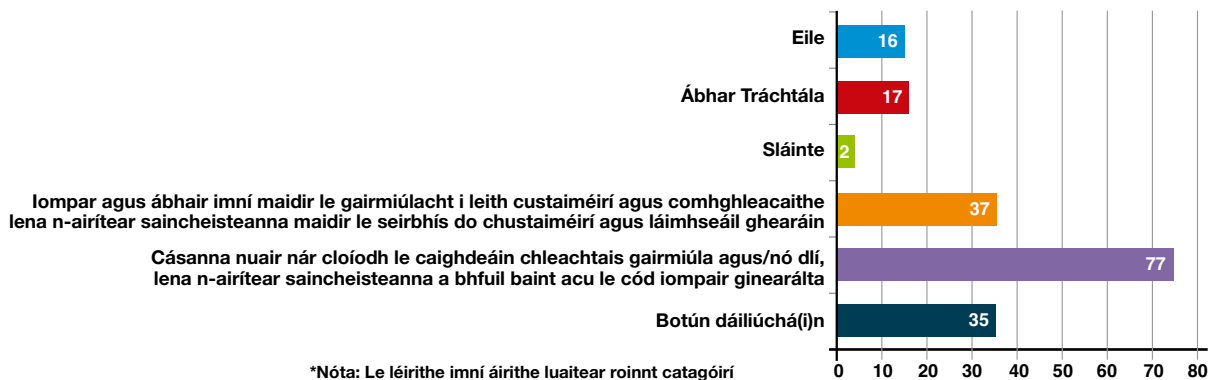 Eile
16
Ábhar Tráchtála
17
Sláinte
2
Iompar agus ábhair imní maidir le gairmiúlacht i leith custaiméirí agus comhghleacaithe
lena n-airítear saincheisteanna maidir le seirbhís do chustaiméirí agus láimhseáil ghearáin
37
Cásanna nuair nár cloíodh le caighdeáin chleachtais gairmiúla agus/nó dlí,
lena n-airítear saincheisteanna a bhfuil baint acu le cód iompair ginearálta
77
Botún dáiliúchá(i)n
35
0 10 20 30 40 50 60 70 80
*Nóta: Le léirithe imní áirithe luaitear roinnt catagóirí